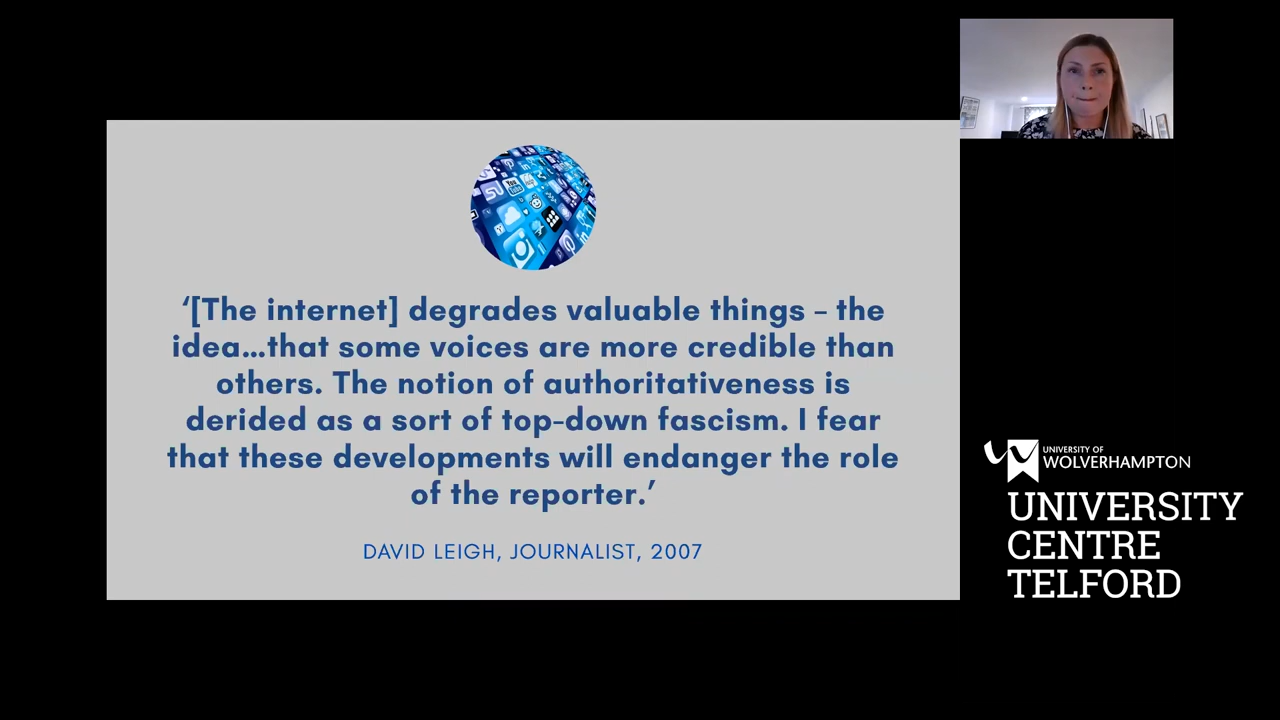 ‘[The internet] degrades valuable things – the
idea...that some voices are more credible than
others. The notion of authoritativeness is
derided as a sort of top-down fascism. I fear
that these developments will endanger the role
of the reporter.’
DAVID LEIGH, JOURNALIST, 2007
UNIVERSITY OF
WOLVERHAMPTON
UNIVERSITY
CENTRE
TELFORD